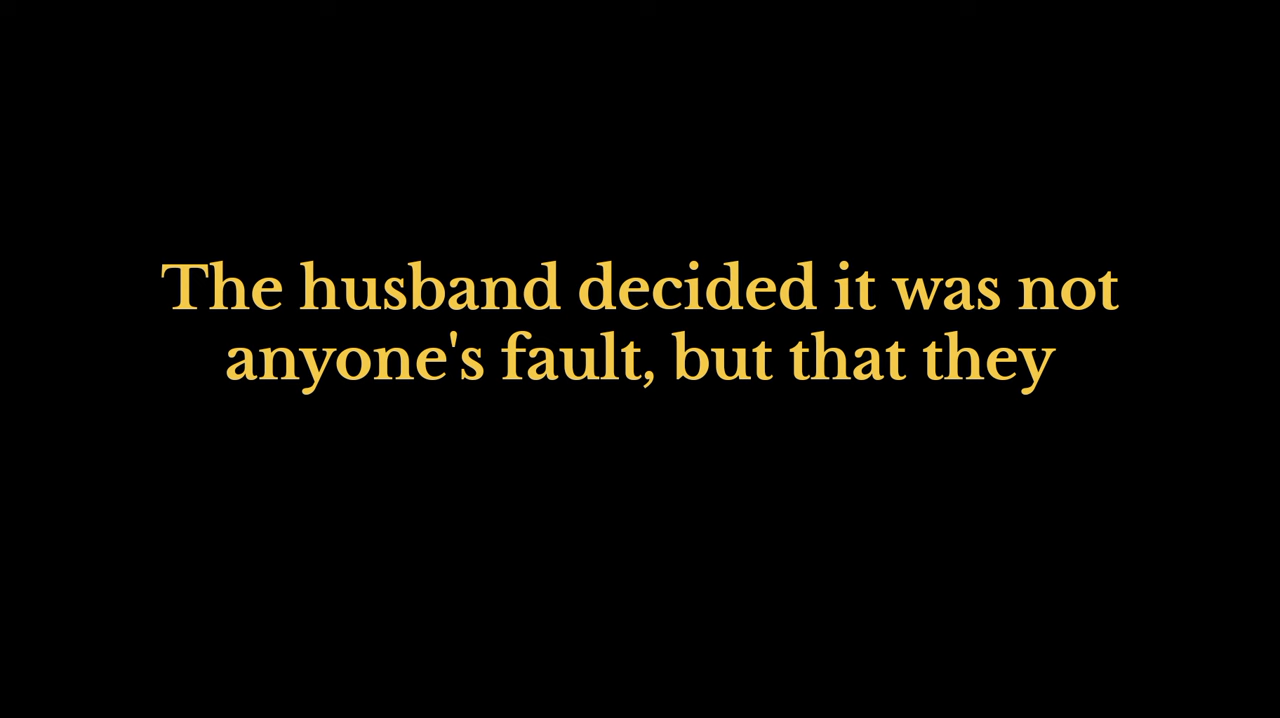 The husband decided it was not
anyone's fault, but that they